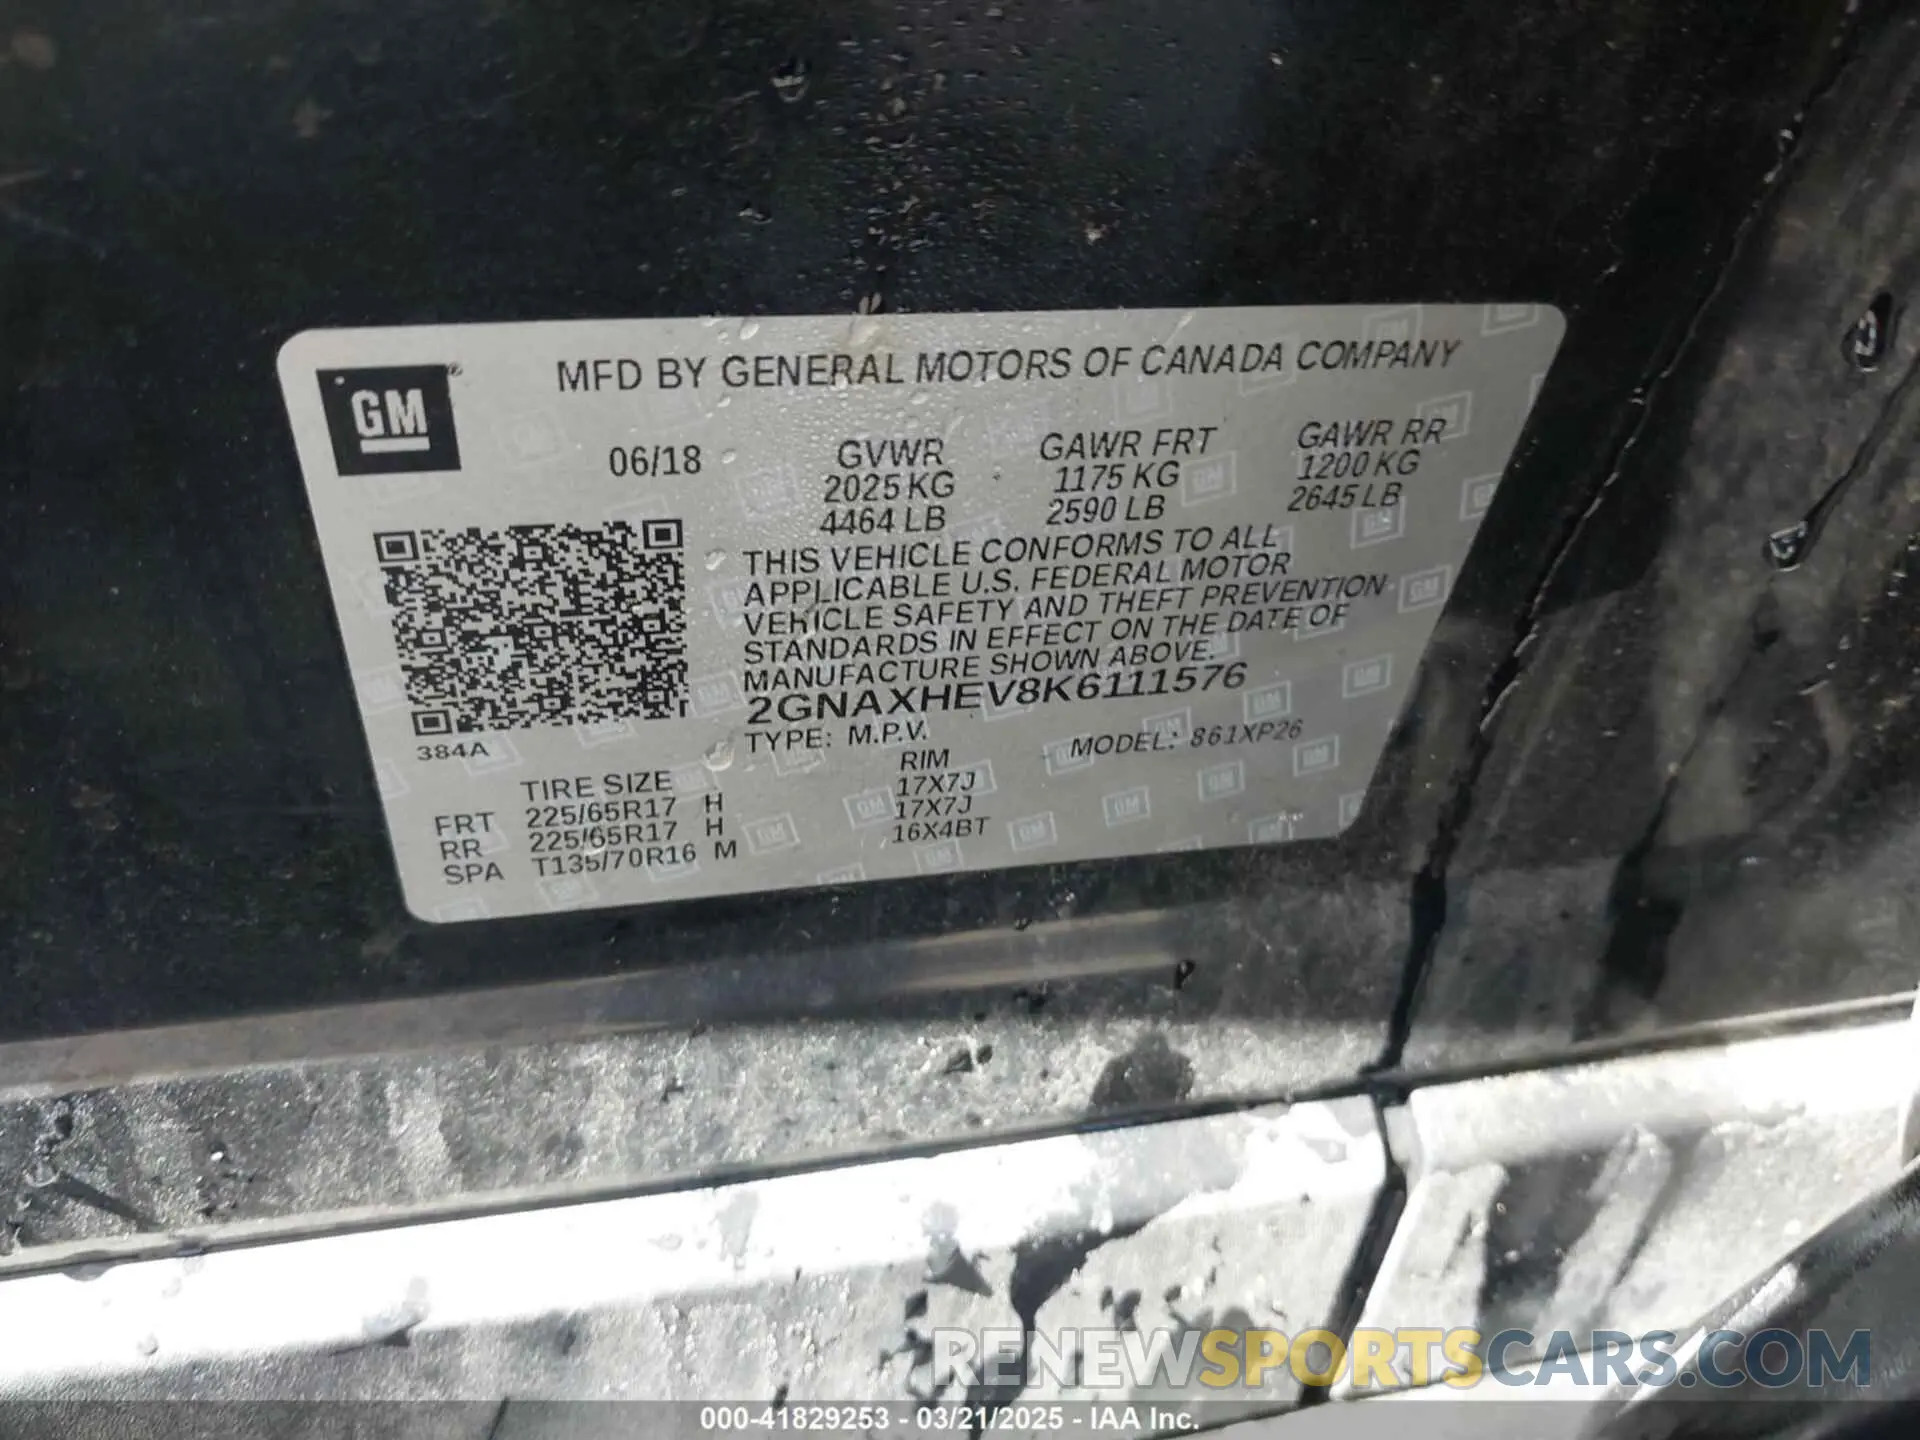 GM
MFD BY GENERAL MOTORS OF CANADA COMPANY
06/18 GVWR GAWR FRT GAWR RR
2025 KG 1175 KG 1200 KG
4464 LB 2590 LB 2645 LB
THIS VEHICLE CONFORMS TO ALL
APPLICABLE U.S. FEDERAL MOTOR
VEHICLE SAFETY AND THEFT PREVENTION
STANDARDS IN EFFECT ON THE DATE OF
MANUFACTURE SHOWN ABOVE.
2GNAXHEV8K6111576
384A
TYPE: M.P.V. MODEL: 861XP26
TIRE SIZE RIM
FRT 225/65R17 H 17X7J
RR 225/65R17 H 17X7J
SPA T135/70R16 M 16X4BT
RENEWSPORTSCARS.COM
000-41829253 - 03/21/2025 - IAA Inc.